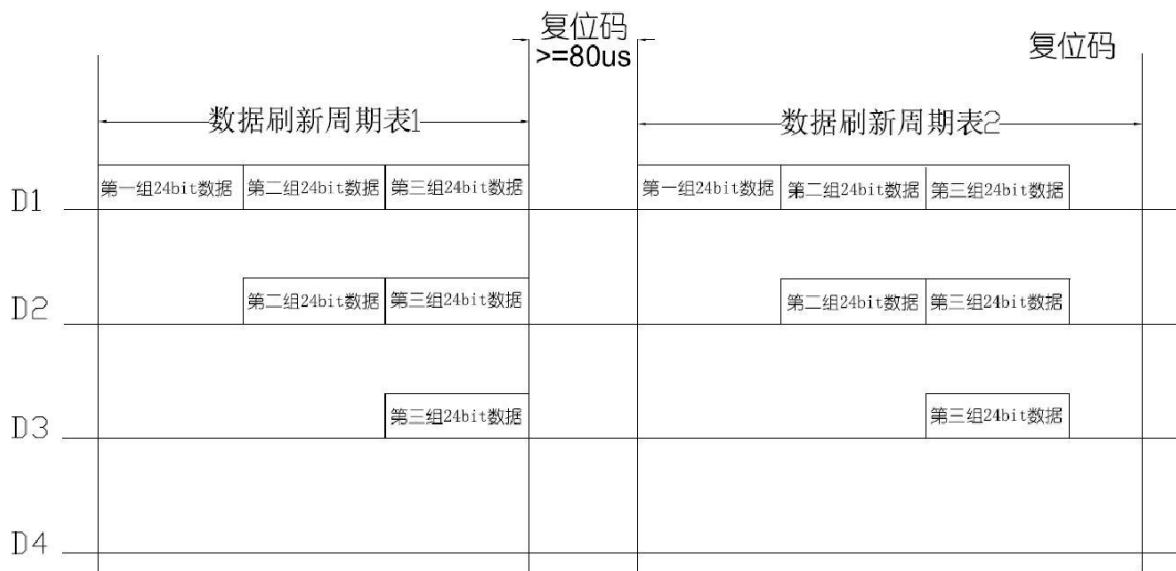 复位码
>=80us
复位码
数据刷新周期表1
数据刷新周期表2
D1 第一组24bit数据 第二组24bit数据 第三组24bit数据 第一组24bit数据 第二组24bit数据 第三组24bit数据
D2 第二组24bit数据 第三组24bit数据 第二组24bit数据 第三组24bit数据
D3 第三组24bit数据 第三组24bit数据
D4